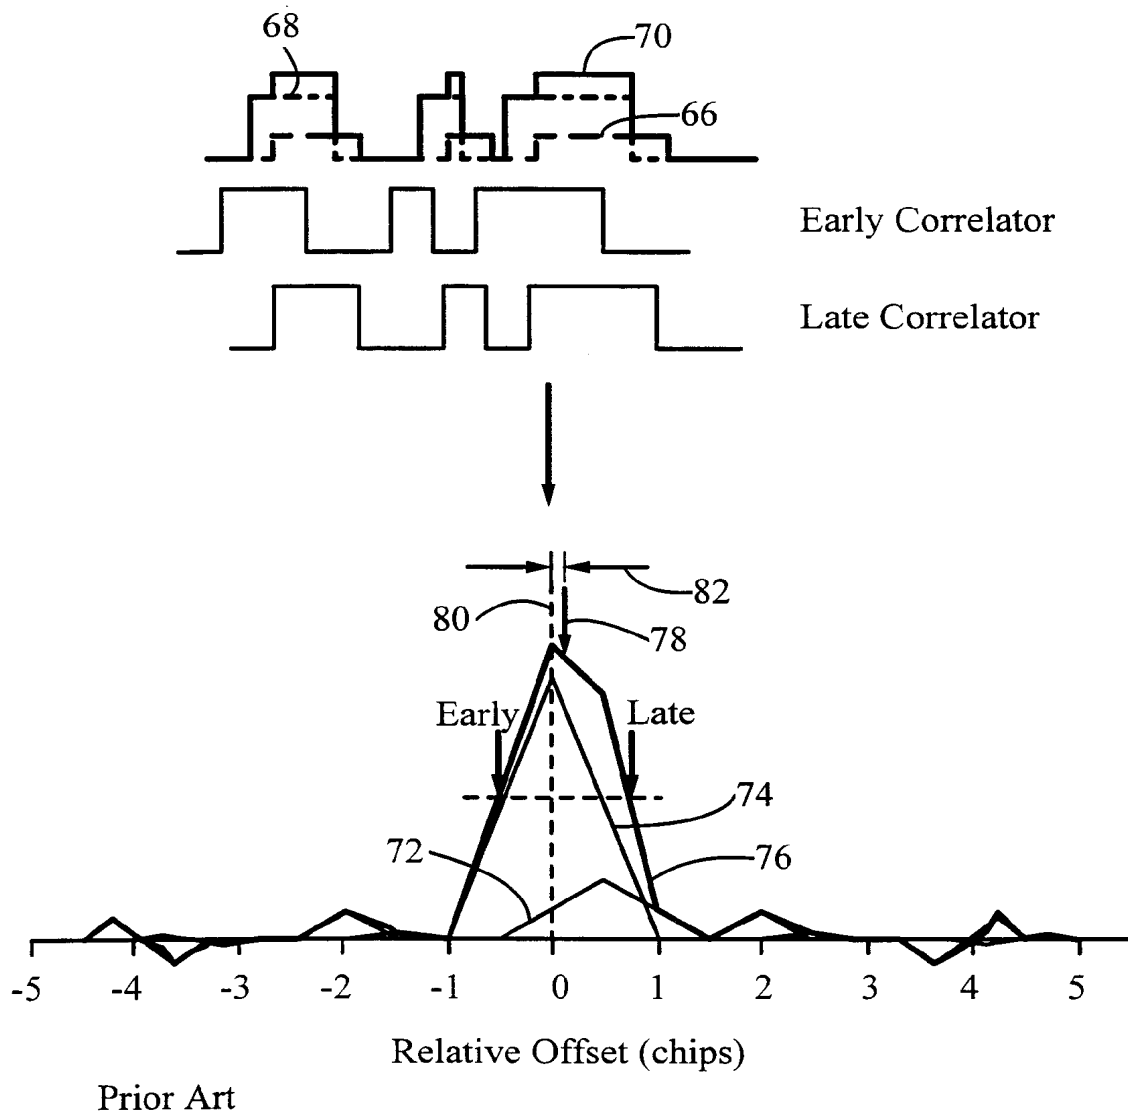 68
70
66
Early Correlator
Late Correlator
82
80
78
Early
Late
74
72
76
-5 -4 -3 -2 -1 0 1 2 3 4 5
Relative Offset (chips)
Prior Art